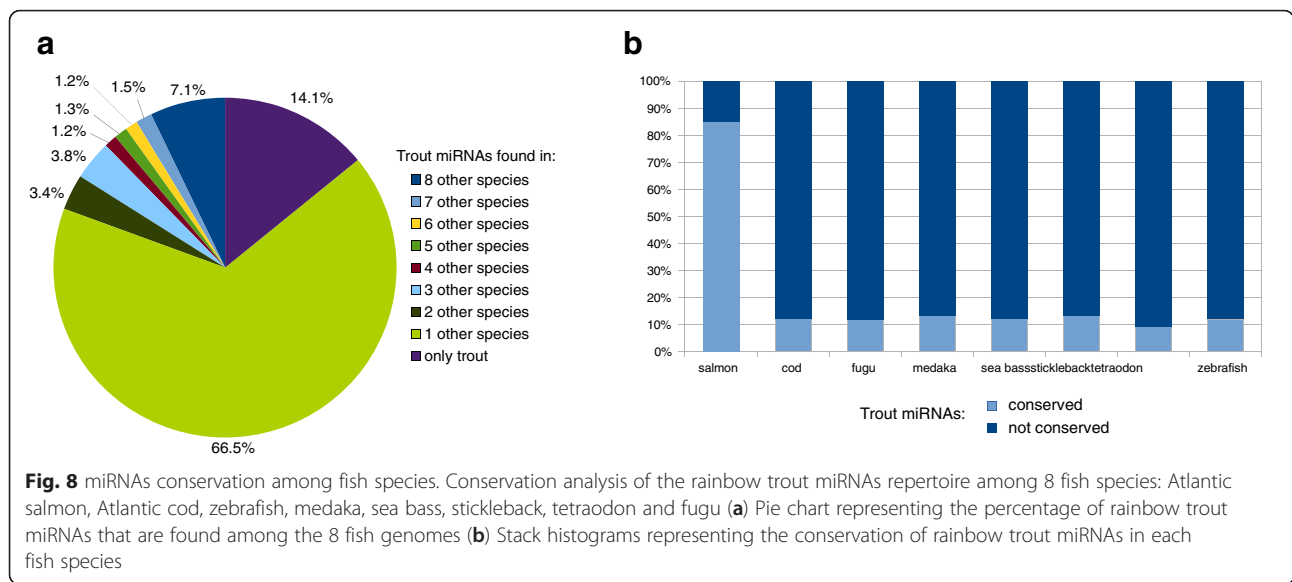 a
1.2%
1.5%
7.1%
14.1%
1.3%
1.2%
3.8%
3.4%
66.5%
Trout miRNAs found in:
8 other species
7 other species
6 other species
5 other species
4 other species
3 other species
2 other species
1 other species
only trout
b
100%
90%
80%
70%
60%
50%
40%
30%
20%
10%
0%
salmon cod fugu medaka sea basssticklebacktetraodon zebrafish
Trout miRNAs:
conserved
not conserved
Fig. 8 miRNAs conservation among fish species. Conservation analysis of the rainbow trout miRNAs repertoire among 8 fish species: Atlantic
salmon, Atlantic cod, zebrafish, medaka, sea bass, stickleback, tetraodon and fugu (a) Pie chart representing the percentage of rainbow trout
miRNAs that are found among the 8 fish genomes (b) Stack histograms representing the conservation of rainbow trout miRNAs in each
fish species